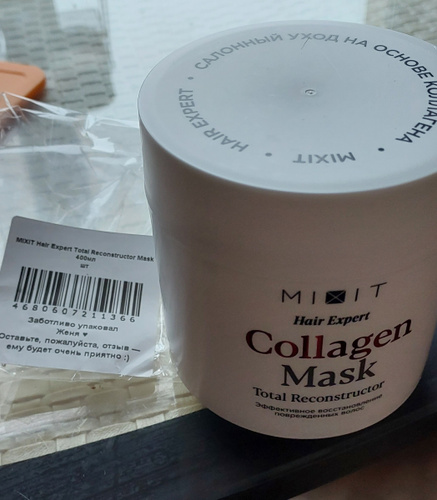 HAIR EXPERT • САЛОННЫЙ УХОД НА ОСНОВЕ КОЛЛАГЕНА • MIXIT •
MIXIT
Hair Expert
Collagen
Mask
Total Reconstructor
Эффективное восстановление
поврежденных волос
MIXIT Hair Expert Total Reconstructor Mask
400мл
шт
4680607211366
Заботливо упаковал
Женя ♥
Оставьте, пожалуйста, отзыв —
ему будет очень приятно :)